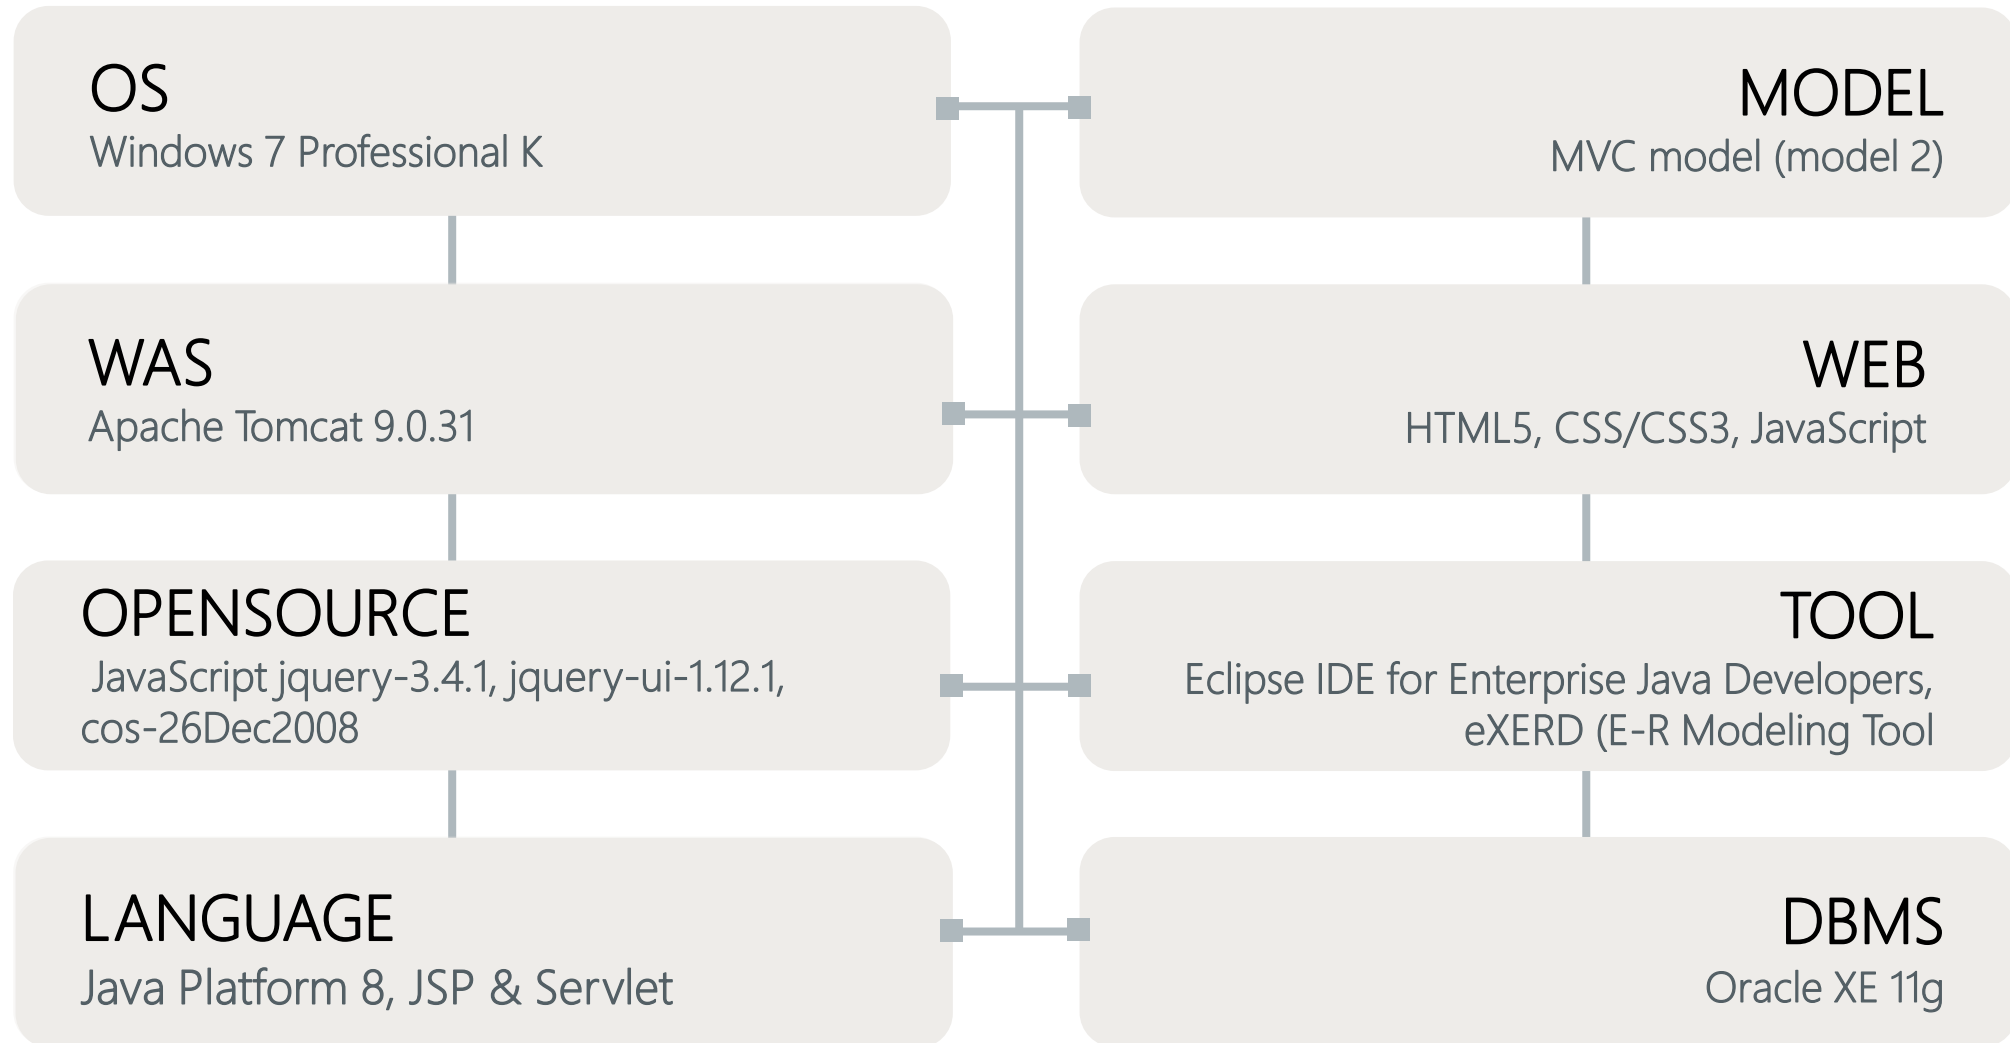 OS
Windows 7 Professional K
MODEL
MVC model (model 2)
WAS
Apache Tomcat 9.0.31
WEB
HTML5, CSS/CSS3, JavaScript
OPENSOURCE
JavaScript jquery-3.4.1, jquery-ui-1.12.1,
cos-26Dec2008
TOOL
Eclipse IDE for Enterprise Java Developers,
eXERD (E-R Modeling Tool
LANGUAGE
Java Platform 8, JSP & Servlet
DBMS
Oracle XE 11g